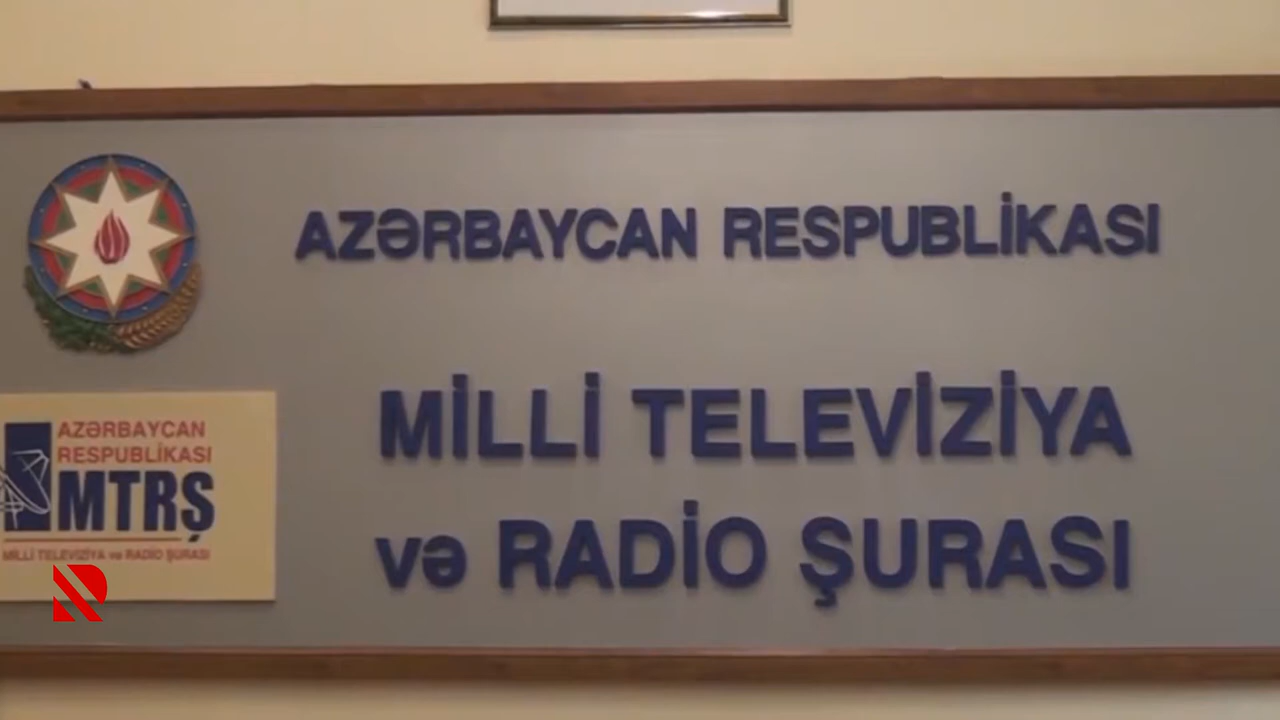 AZƏRBAYCAN RESPUBLİKASI
MİLLİ TELEVİZİYA
və RADİO ŞURASI
AZƏRBAYCAN
RESPUBLİKASI
MTRŞ
MİLLİ TELEVİZİYA və RADİO ŞURASI